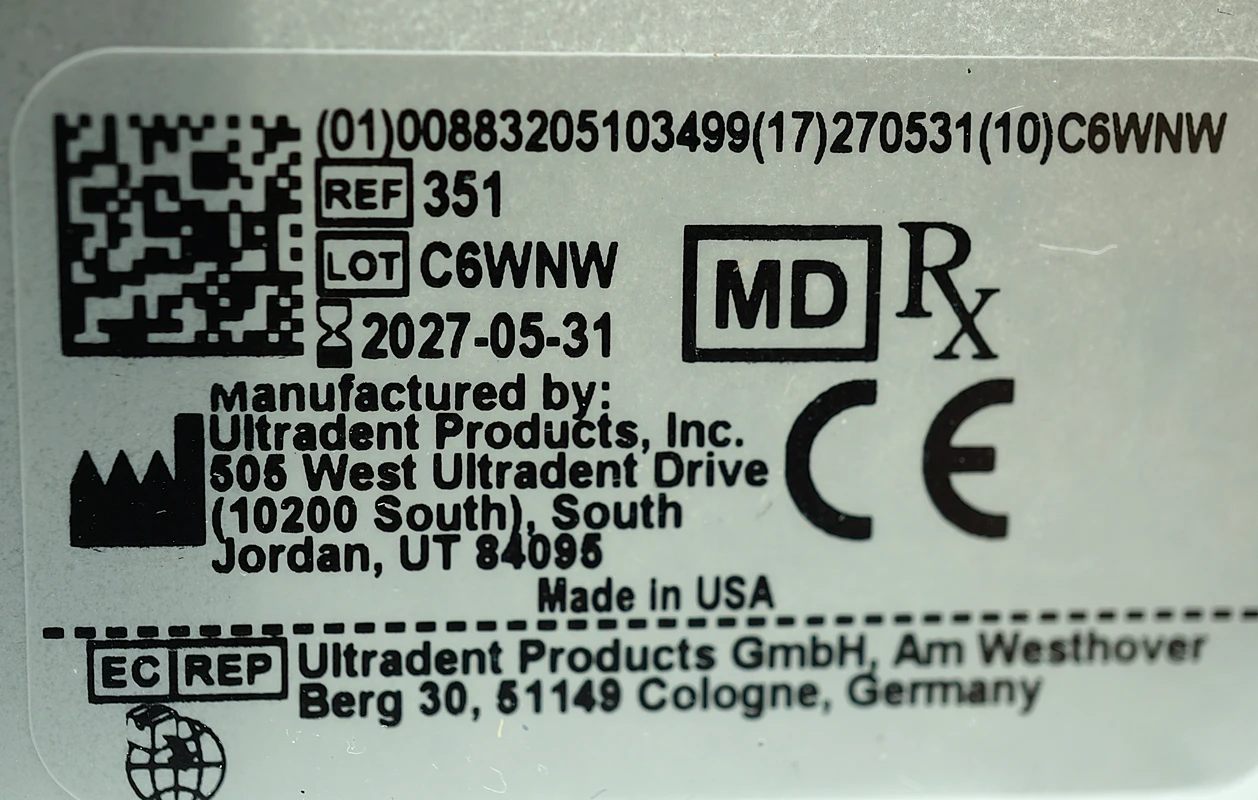 (01)00883205103499(17)270531(10)C6WNW
REF 351
LOT C6WNW
2027-05-31
MD Rx
Manufactured by:
Ultradent Products, Inc.
505 West Ultradent Drive
(10200 South), South
Jordan, UT 84095
CE
Made in USA
EC REP Ultradent Products GmbH, Am Westhover
Berg 30, 51149 Cologne, Germany